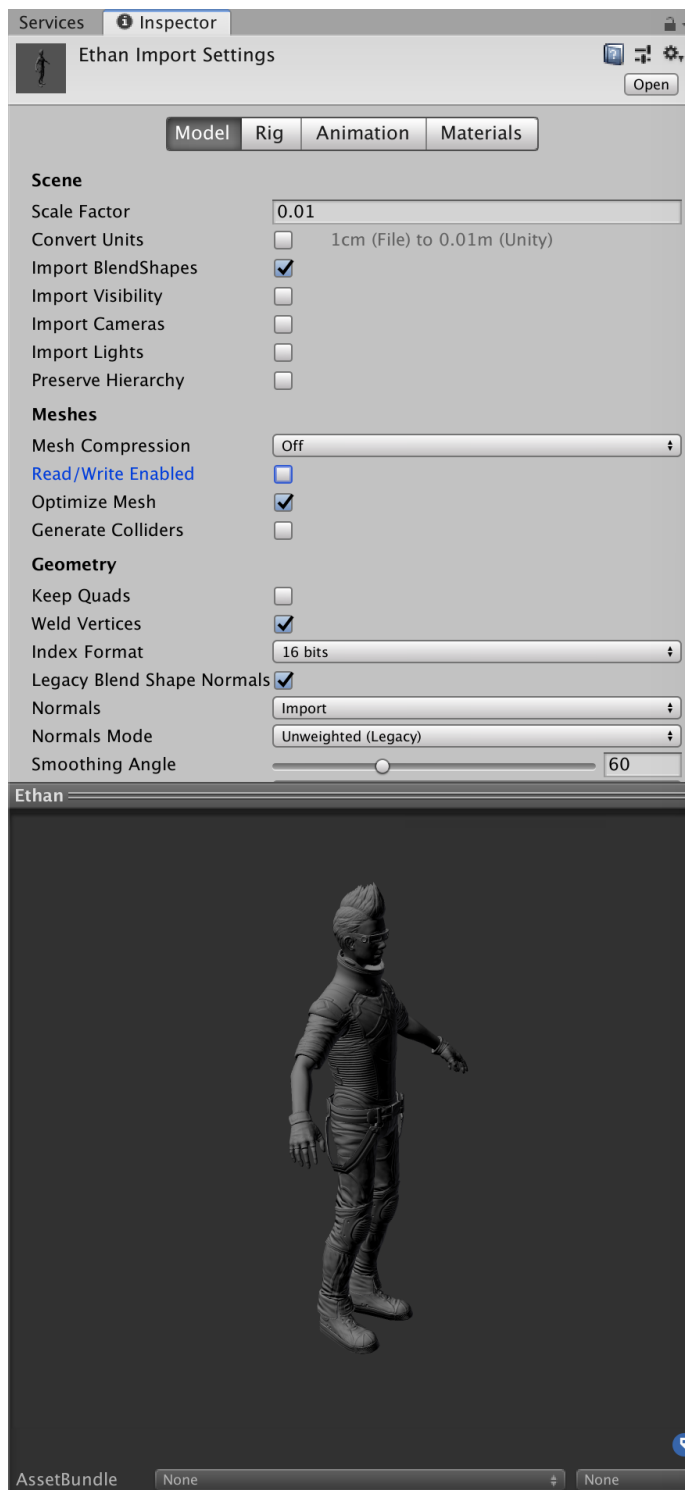 Services Inspector
Ethan Import Settings
Open
Model Rig Animation Materials
Scene
Scale Factor 0.01
Convert Units 1cm (File) to 0.01m (Unity)
Import BlendShapes
Import Visibility
Import Cameras
Import Lights
Preserve Hierarchy
Meshes
Mesh Compression Off
Read/Write Enabled
Optimize Mesh
Generate Colliders
Geometry
Keep Quads
Weld Vertices
Index Format 16 bits
Legacy Blend Shape Normals
Normals Import
Normals Mode Unweighted (Legacy)
Smoothing Angle 60
Ethan
AssetBundle None None